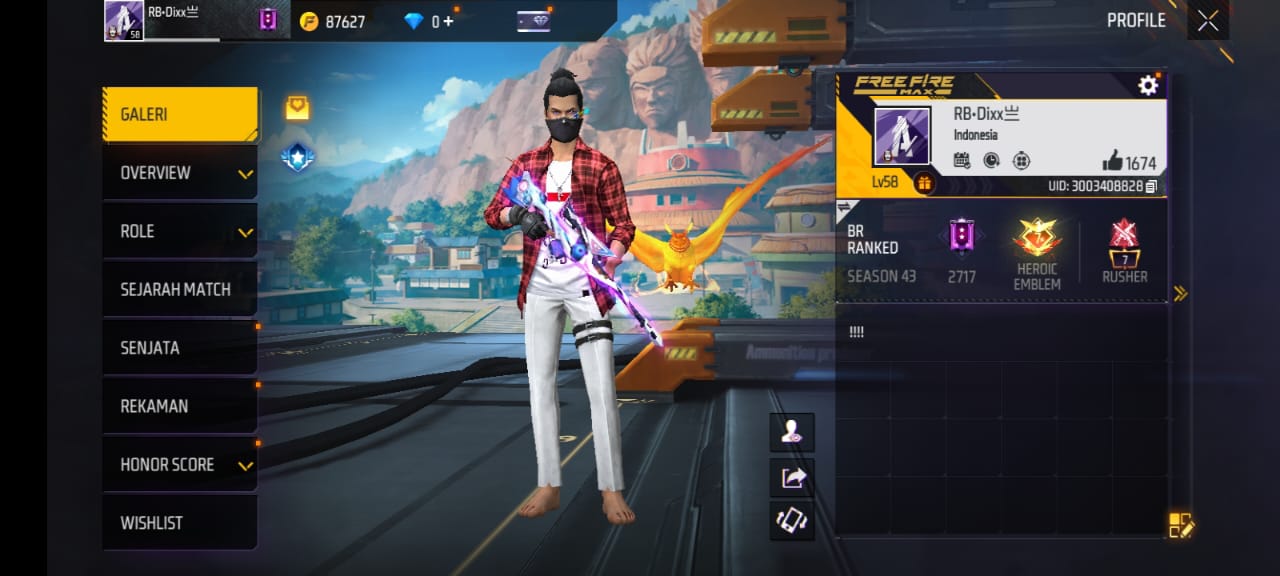 RB•Dixx亗
58
87627
0+
PROFILE
GALERI
OVERVIEW
ROLE
SEJARAH MATCH
SENJATA
REKAMAN
HONOR SCORE
WISHLIST
FREE FIRE
MAX
RB•Dixx亗
Indonesia
1674
Lv58
UID: 3003408828
BR
RANKED
SEASON 43
2717
HEROIC
EMBLEM
7
RUSHER
!!!!